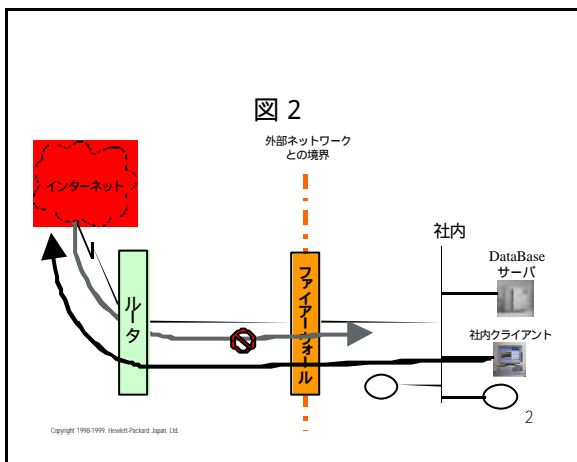 図 2
外部ネットワーク
との境界
インターネット
社内
DataBase
サーバ
ルータ
ファイアーウォール
社内クライアント
2
Copyright 1998-1999. Hewlett-Packard Japan, Ltd.